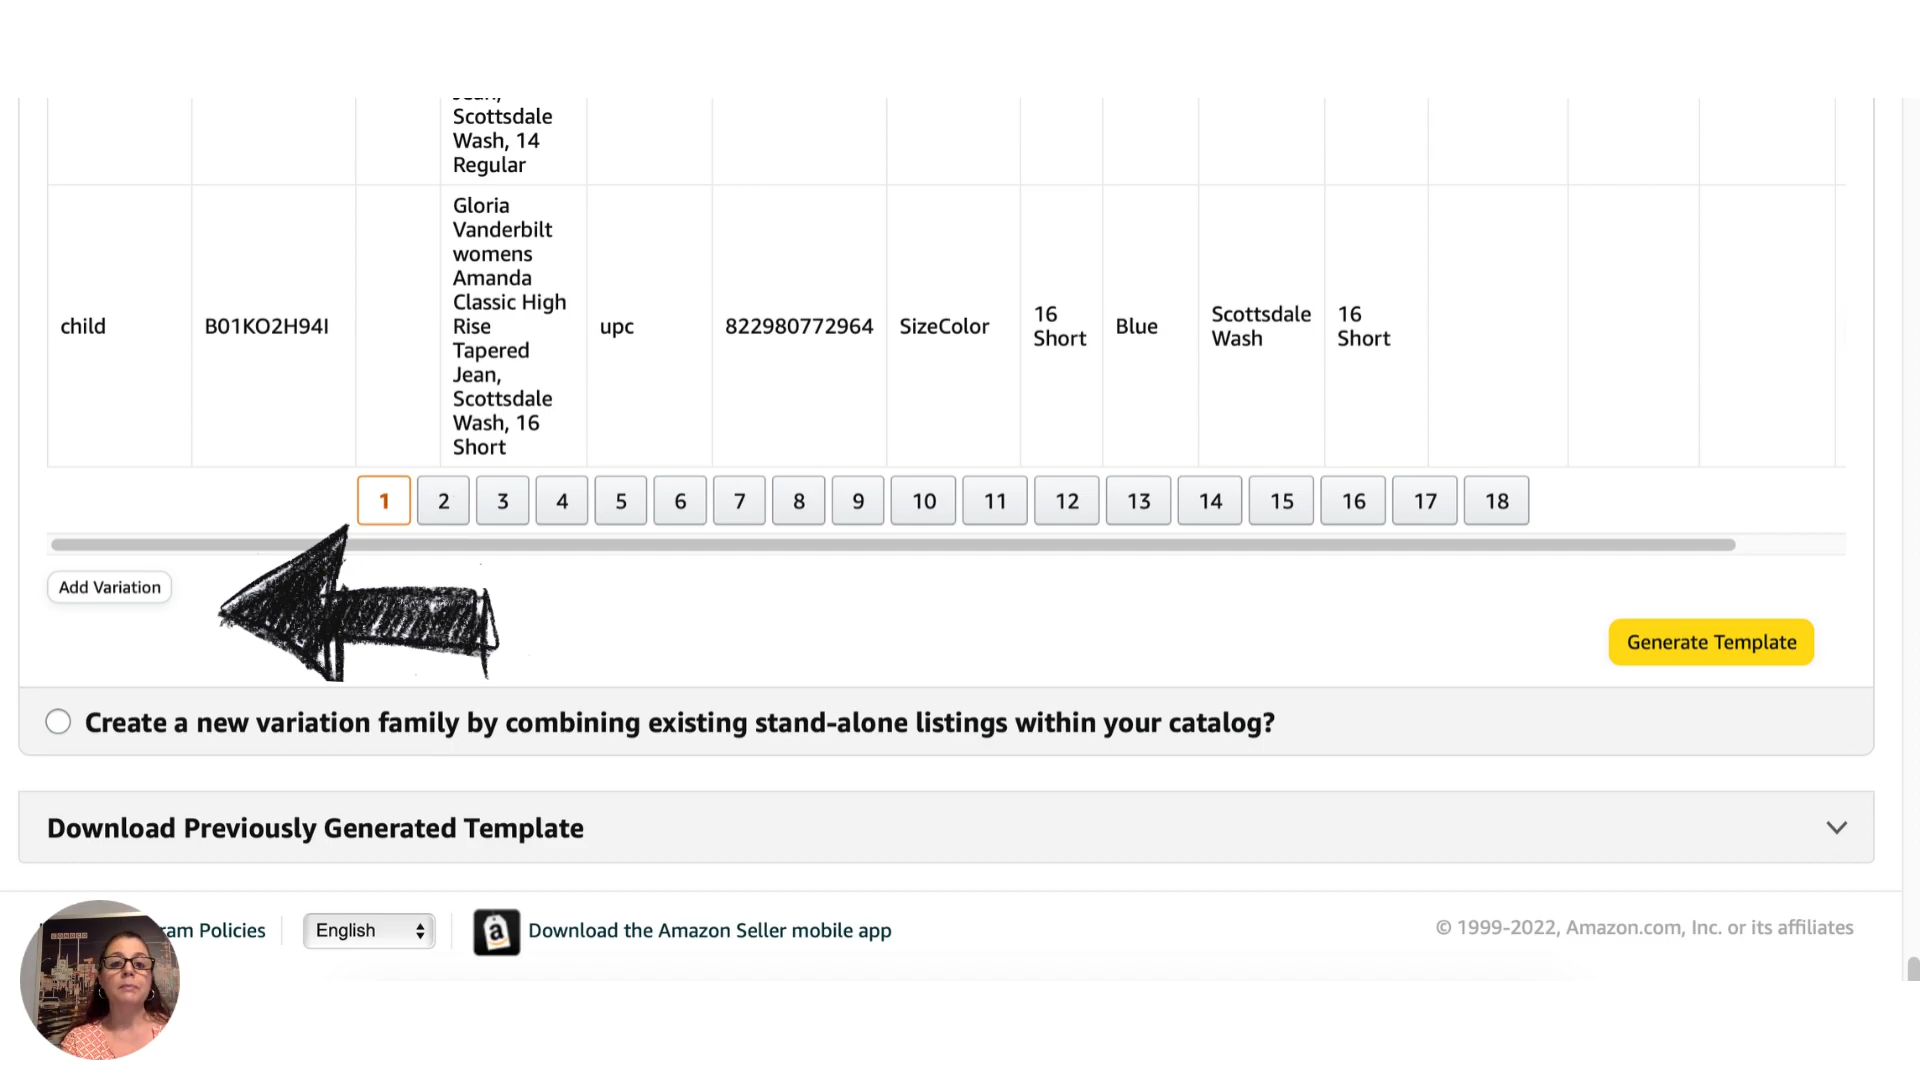 Scottsdale
Wash, 14
Regular
child
B01KO2H94I
Gloria
Vanderbilt
womens
Amanda
Classic High
Rise
Tapered
Jean,
Scottsdale
Wash, 16
Short
upc
822980772964
SizeColor
16
Short
Blue
Scottsdale
Wash
16
Short
1 2 3 4 5 6 7 8 9 10 11 12 13 14 15 16 17 18
Add Variation
Generate Template
Create a new variation family by combining existing stand-alone listings within your catalog?
Download Previously Generated Template
Policies
English
Download the Amazon Seller mobile app
© 1999-2022, Amazon.com, Inc. or its affiliates